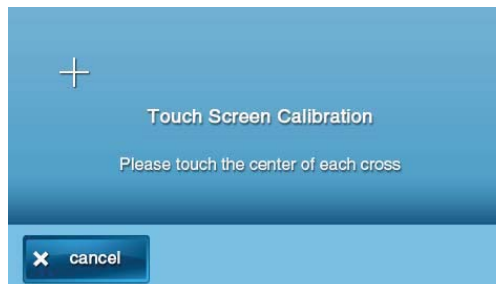 Touch Screen Calibration
Please touch the center of each cross
cancel